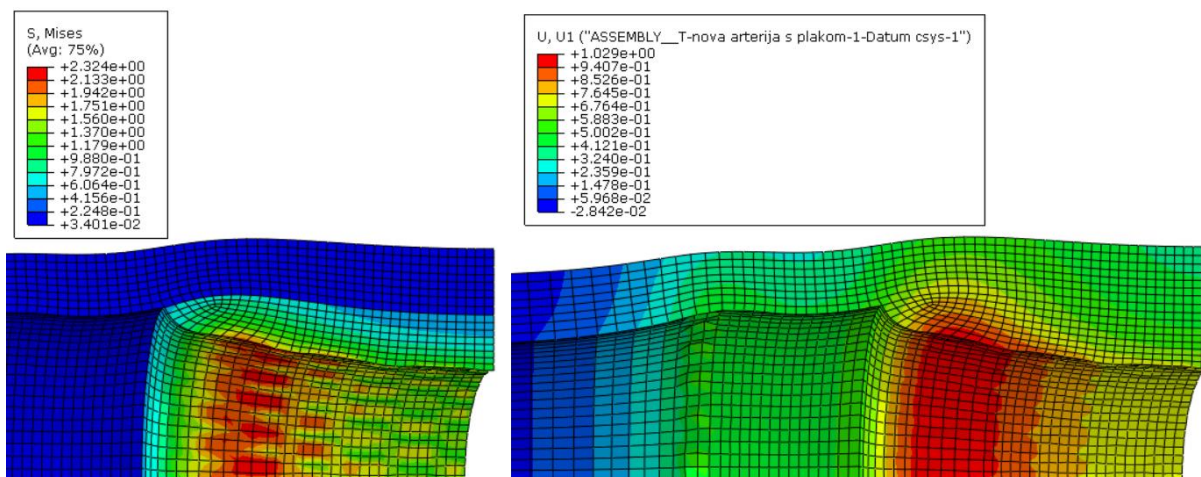 S, Mises
(Avg: 75%)
+2.324e+00
+2.133e+00
+1.942e+00
+1.751e+00
+1.560e+00
+1.370e+00
+1.179e+00
+9.880e-01
+7.972e-01
+6.064e-01
+4.156e-01
+2.248e-01
+3.401e-02
U, U1 ("ASSEMBLY__T-nova arterija s plakom-1-Datum csys-1")
+1.029e+00
+9.407e-01
+8.526e-01
+7.645e-01
+6.764e-01
+5.883e-01
+5.002e-01
+4.121e-01
+3.240e-01
+2.359e-01
+1.478e-01
+5.968e-02
-2.842e-02